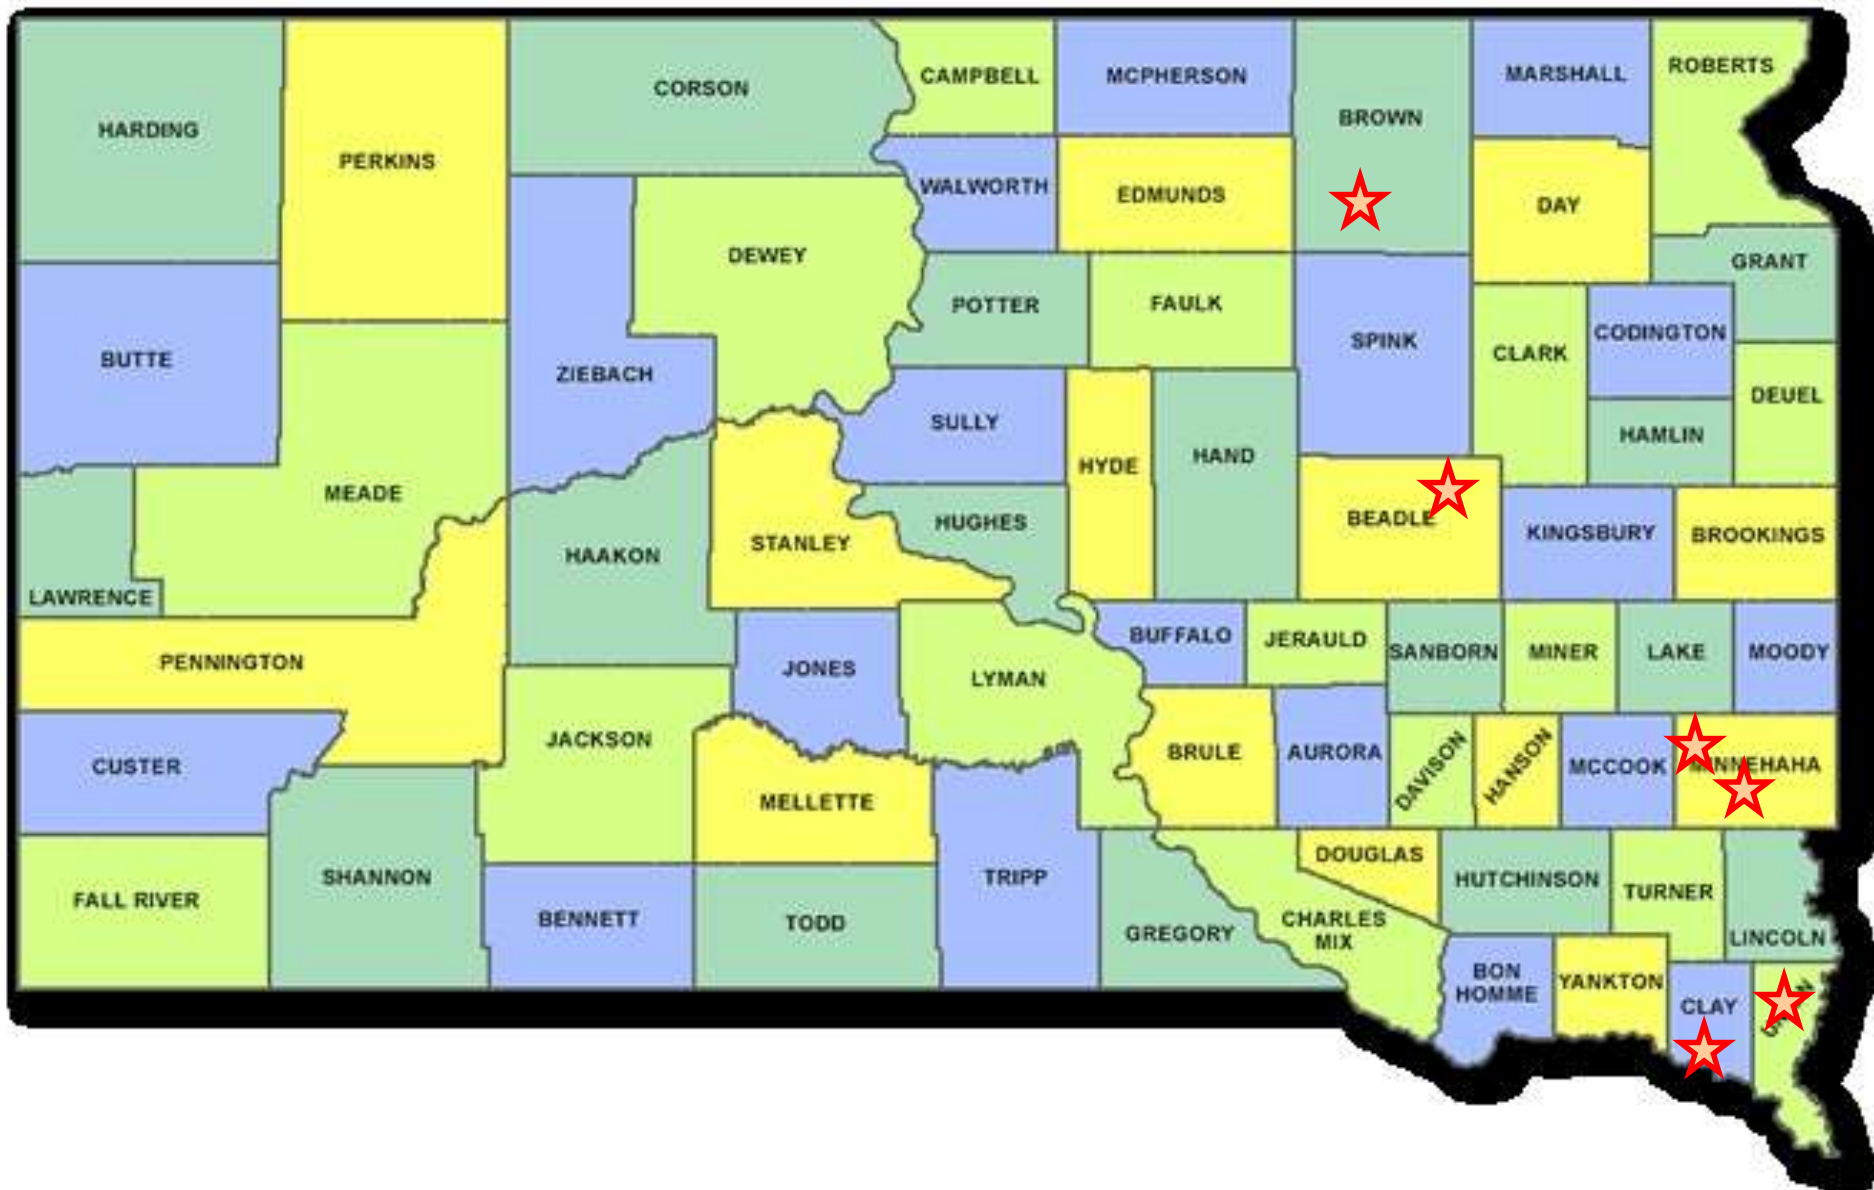 HARDING
PERKINS
CORSON
CAMPBELL
MCPHERSON
BROWN
MARSHALL
ROBERTS
WALWORTH
EDMUNDS
DAY
DEWEY
GRANT
BUTTE
ZIEBACH
POTTER
FAULK
SPINK
CLARK
CODINGTON
DEUEL
MEADE
SULLY
HYDE
HAND
HAMLIN
HAAKON
STANLEY
HUGHES
BEADLE
KINGSBURY
BROOKINGS
LAWRENCE
PENNINGTON
JONES
LYMAN
BUFFALO
JERAULD
SANBORN
MINER
LAKE
MOODY
CUSTER
JACKSON
MELLETTE
BRULE
AURORA
DAVISON
HANSON
MCCOOK
MINNEHAHA
FALL RIVER
SHANNON
BENNETT
TODD
TRIPP
GREGORY
CHARLES
MIX
DOUGLAS
HUTCHINSON
TURNER
LINCOLN
BON
HOMME
YANKTON
CLAY